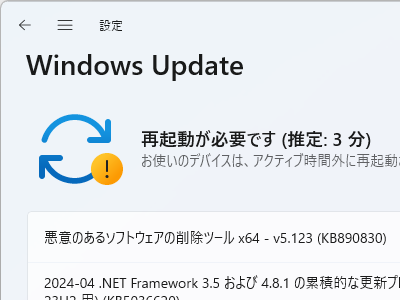 設定
Windows Update
再起動が必要です (推定: 3 分)
お使いのデバイスは、アクティブ時間外に再起動
悪意のあるソフトウェアの削除ツール x64 - v5.123 (KB890830)
2024-04 .NET Framework 3.5 および 4.8.1 の累積的な更新プ